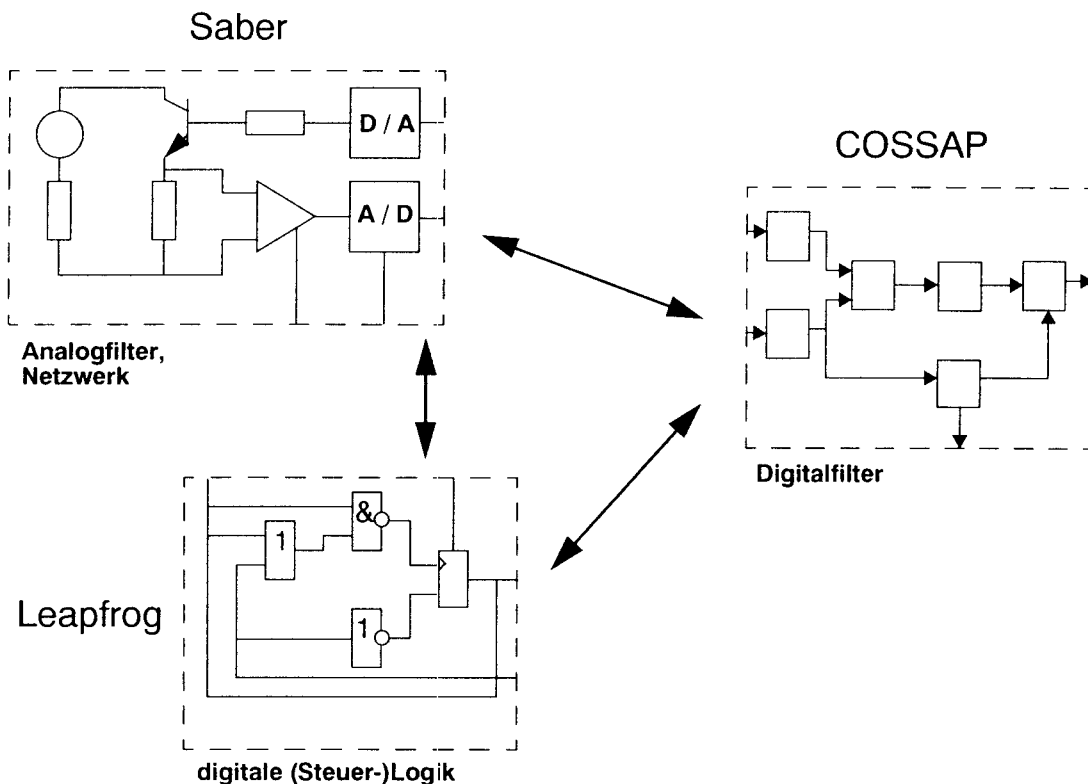 Saber
D / A
A / D
Analogfilter,
Netzwerk
COSSAP
Digitalfilter
Leapfrog
&
1
1
digitale (Steuer-)Logik